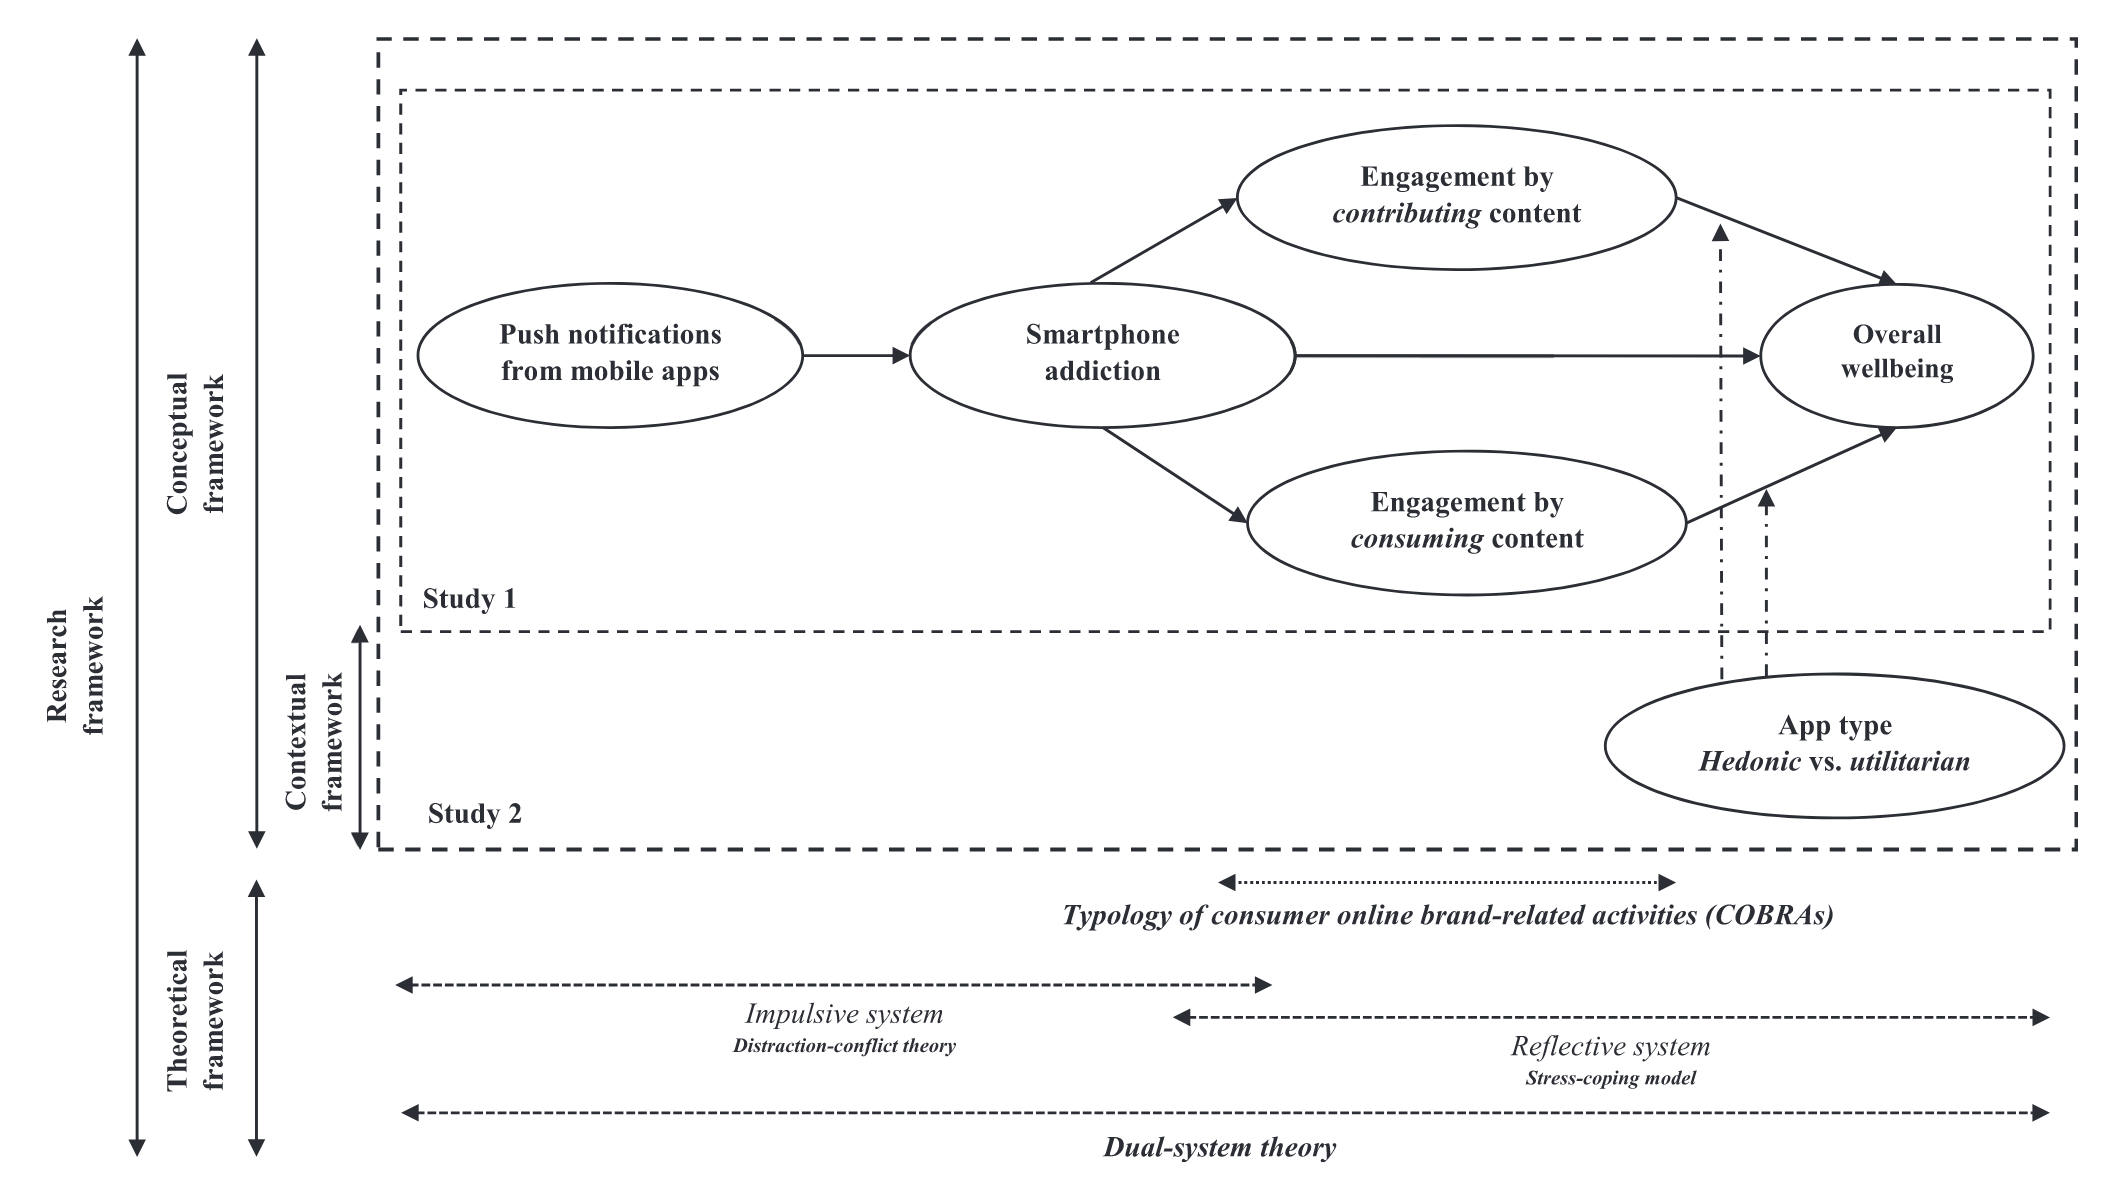 Engagement by
contributing content
Push notifications
from mobile apps
Smartphone
addiction
Overall
wellbeing
Engagement by
consuming content
Study 1
App type
Hedonic vs. utilitarian
Study 2
Conceptual
framework
Research
framework
Contextual
framework
Theoretical
framework
Typology of consumer online brand-related activities (COBRAs)
Impulsive system
Distraction-conflict theory
Reflective system
Stress-coping model
Dual-system theory